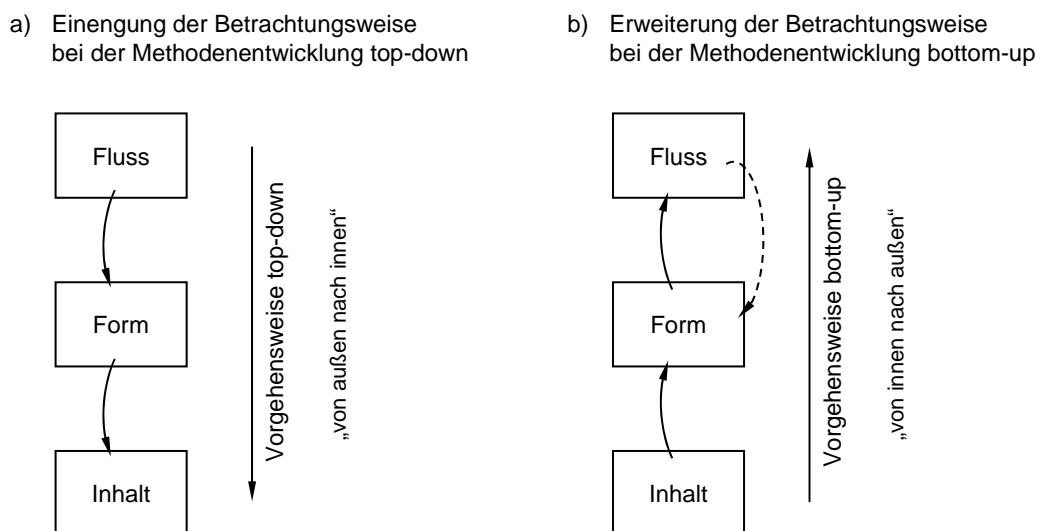 a) Einengung der Betrachtungsweise
bei der Methodenentwicklung top-down
Fluss
Form
Inhalt
Vorgehensweise top-down
„von außen nach innen“
b) Erweiterung der Betrachtungsweise
bei der Methodenentwicklung bottom-up
Fluss
Form
Inhalt
Vorgehensweise bottom-up
„von innen nach außen“